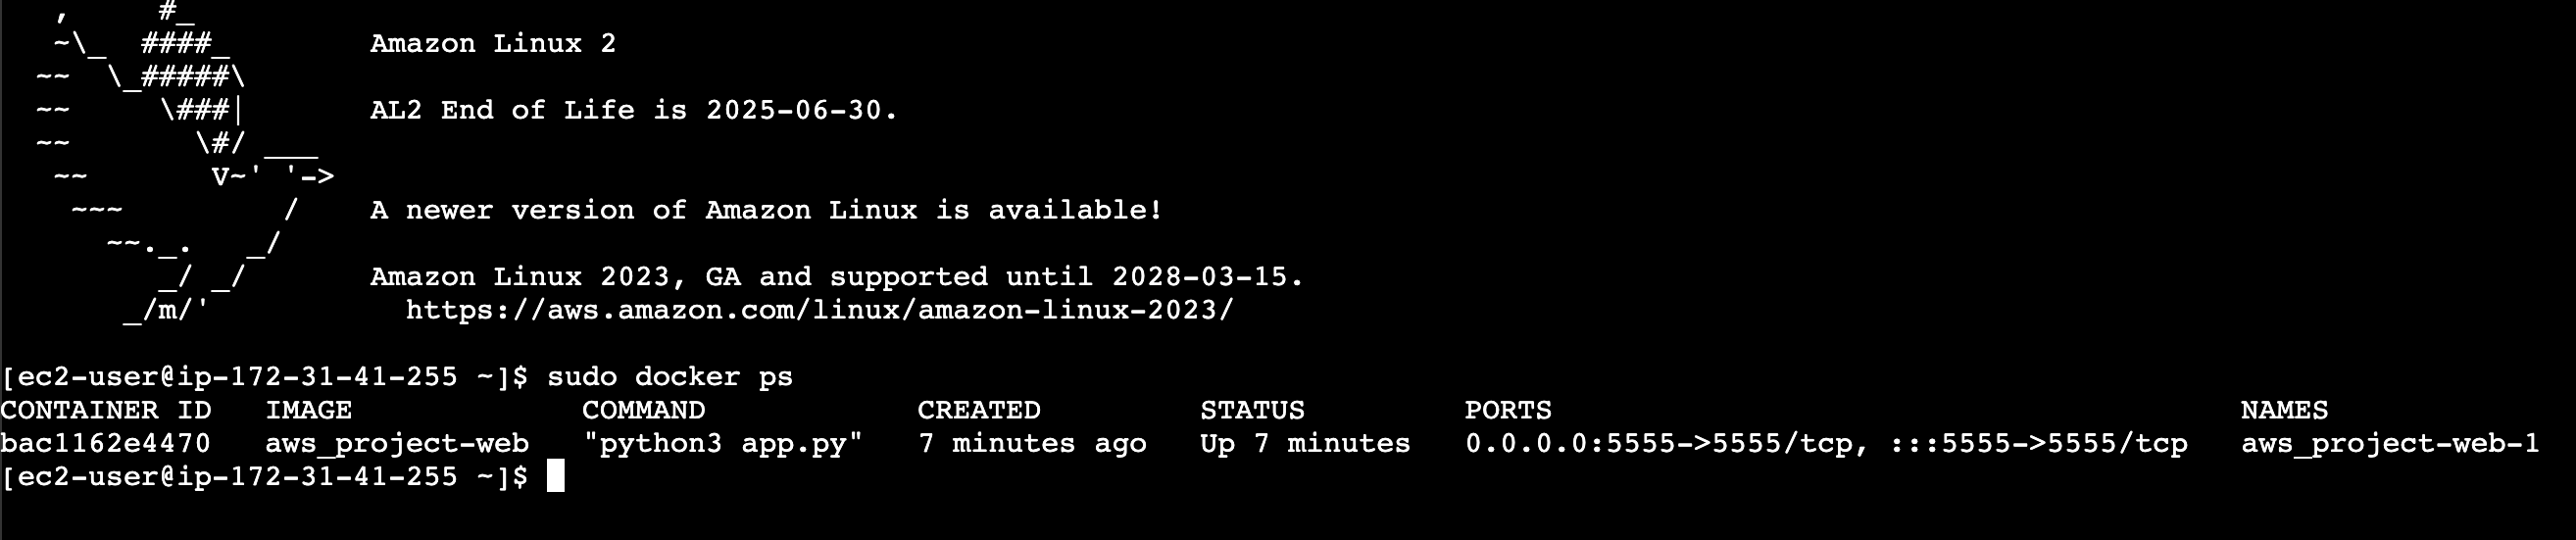 ,     #_
   ~\_  ####_        Amazon Linux 2
  ~~  \_#####\
  ~~     \###|       AL2 End of Life is 2025-06-30.
  ~~       \#/ ___
   ~~       V~' '->
    ~~~         /    A newer version of Amazon Linux is available!
      ~~._.   _/
         _/ _/       Amazon Linux 2023, GA and supported until 2028-03-15.
       _/m/'           https://aws.amazon.com/linux/amazon-linux-2023/

[ec2-user@ip-172-31-41-255 ~]$ sudo docker ps
CONTAINER ID   IMAGE             COMMAND            CREATED         STATUS         PORTS                                       NAMES
bac1162e4470   aws_project-web   "python3 app.py"   7 minutes ago   Up 7 minutes   0.0.0.0:5555->5555/tcp, :::5555->5555/tcp   aws_project-web-1
[ec2-user@ip-172-31-41-255 ~]$